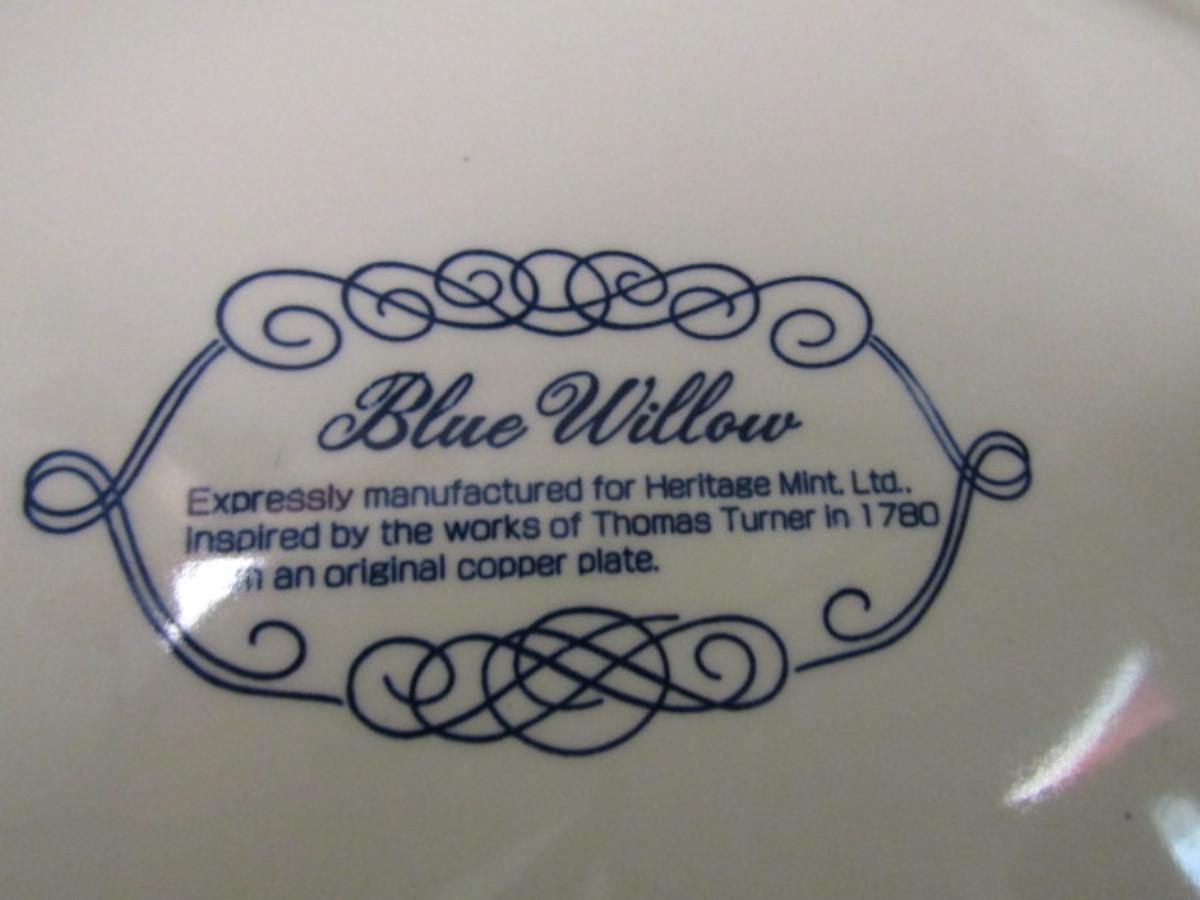 Blue Willow
Expressly manufactured for Heritage Mint. Ltd..
inspired by the works of Thomas Turner in 1780
an original copper plate.